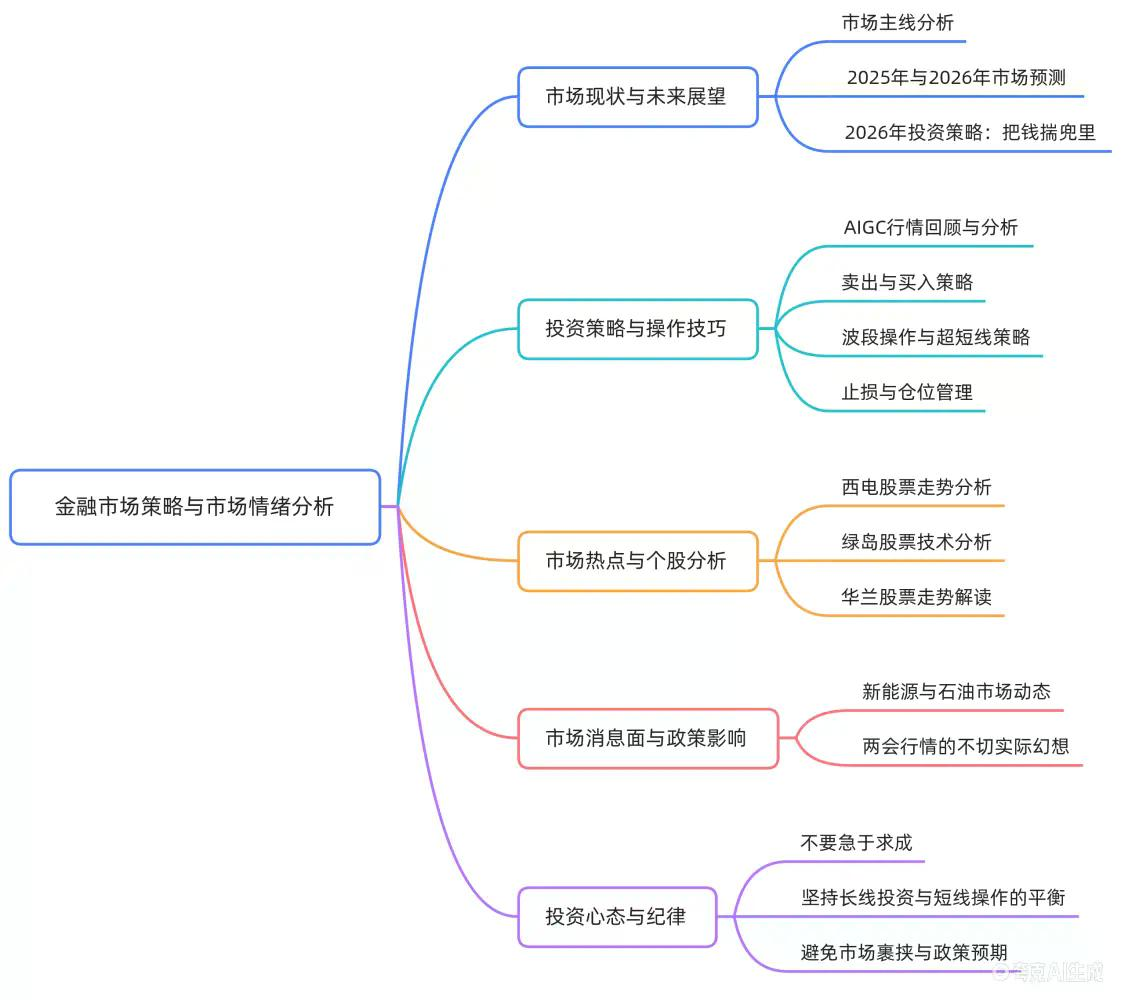 金融市场策略与市场情绪分析
市场现状与未来展望
市场主线分析
2025年与2026年市场预测
2026年投资策略：把钱揣兜里
投资策略与操作技巧
AIGC行情回顾与分析
卖出与买入策略
波段操作与超短线策略
止损与仓位管理
市场热点与个股分析
西电股票走势分析
绿岛股票技术分析
华兰股票走势解读
市场消息面与政策影响
新能源与石油市场动态
两会行情的不切实际幻想
投资心态与纪律
不要急于求成
坚持长线投资与短线操作的平衡
避免市场裹挟与政策预期
夸克AI生成